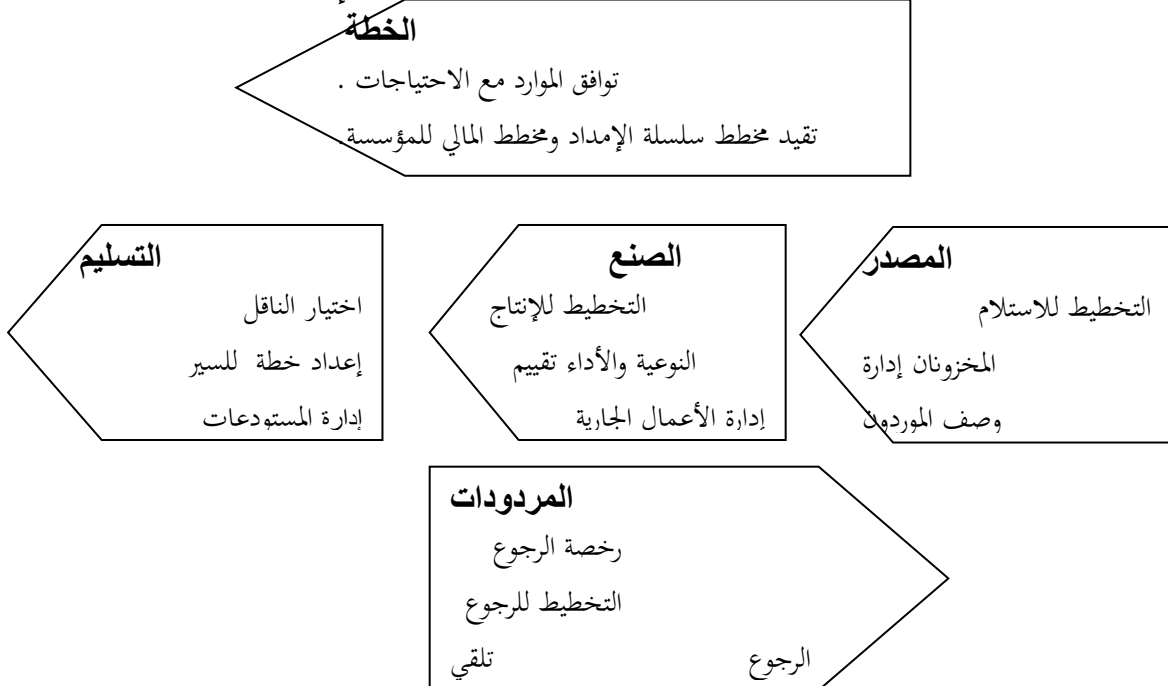 الخطة
توافق الموارد مع الاحتياجات .
تقيد مخطط سلسلة الإمداد ومخطط المالي للمؤسسة.
المصدر
التخطيط للاستلام
المخزونان إدارة
وصف الموردون
الصنع
التخطيط للإنتاج
النوعية والأداء تقييم
إدارة الأعمال الجارية
التسليم
اختيار الناقل
إعداد خطة للسير
إدارة المستودعات
المردودات
رخصة الرجوع
التخطيط للرجوع
الرجوع تلقي